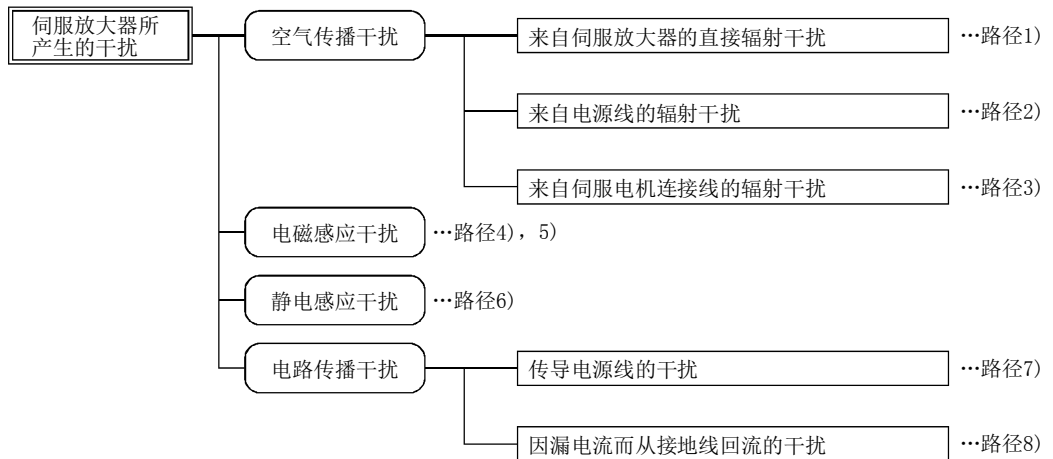 伺服放大器所
产生的干扰
空气传播干扰
来自伺服放大器的直接辐射干扰
…路径1)
来自电源线的辐射干扰
…路径2)
来自伺服电机连接线的辐射干扰
…路径3)
电磁感应干扰
…路径4), 5)
静电感应干扰
…路径6)
电路传播干扰
传导电源线的干扰
…路径7)
因漏电流而从接地线回流的干扰
…路径8)